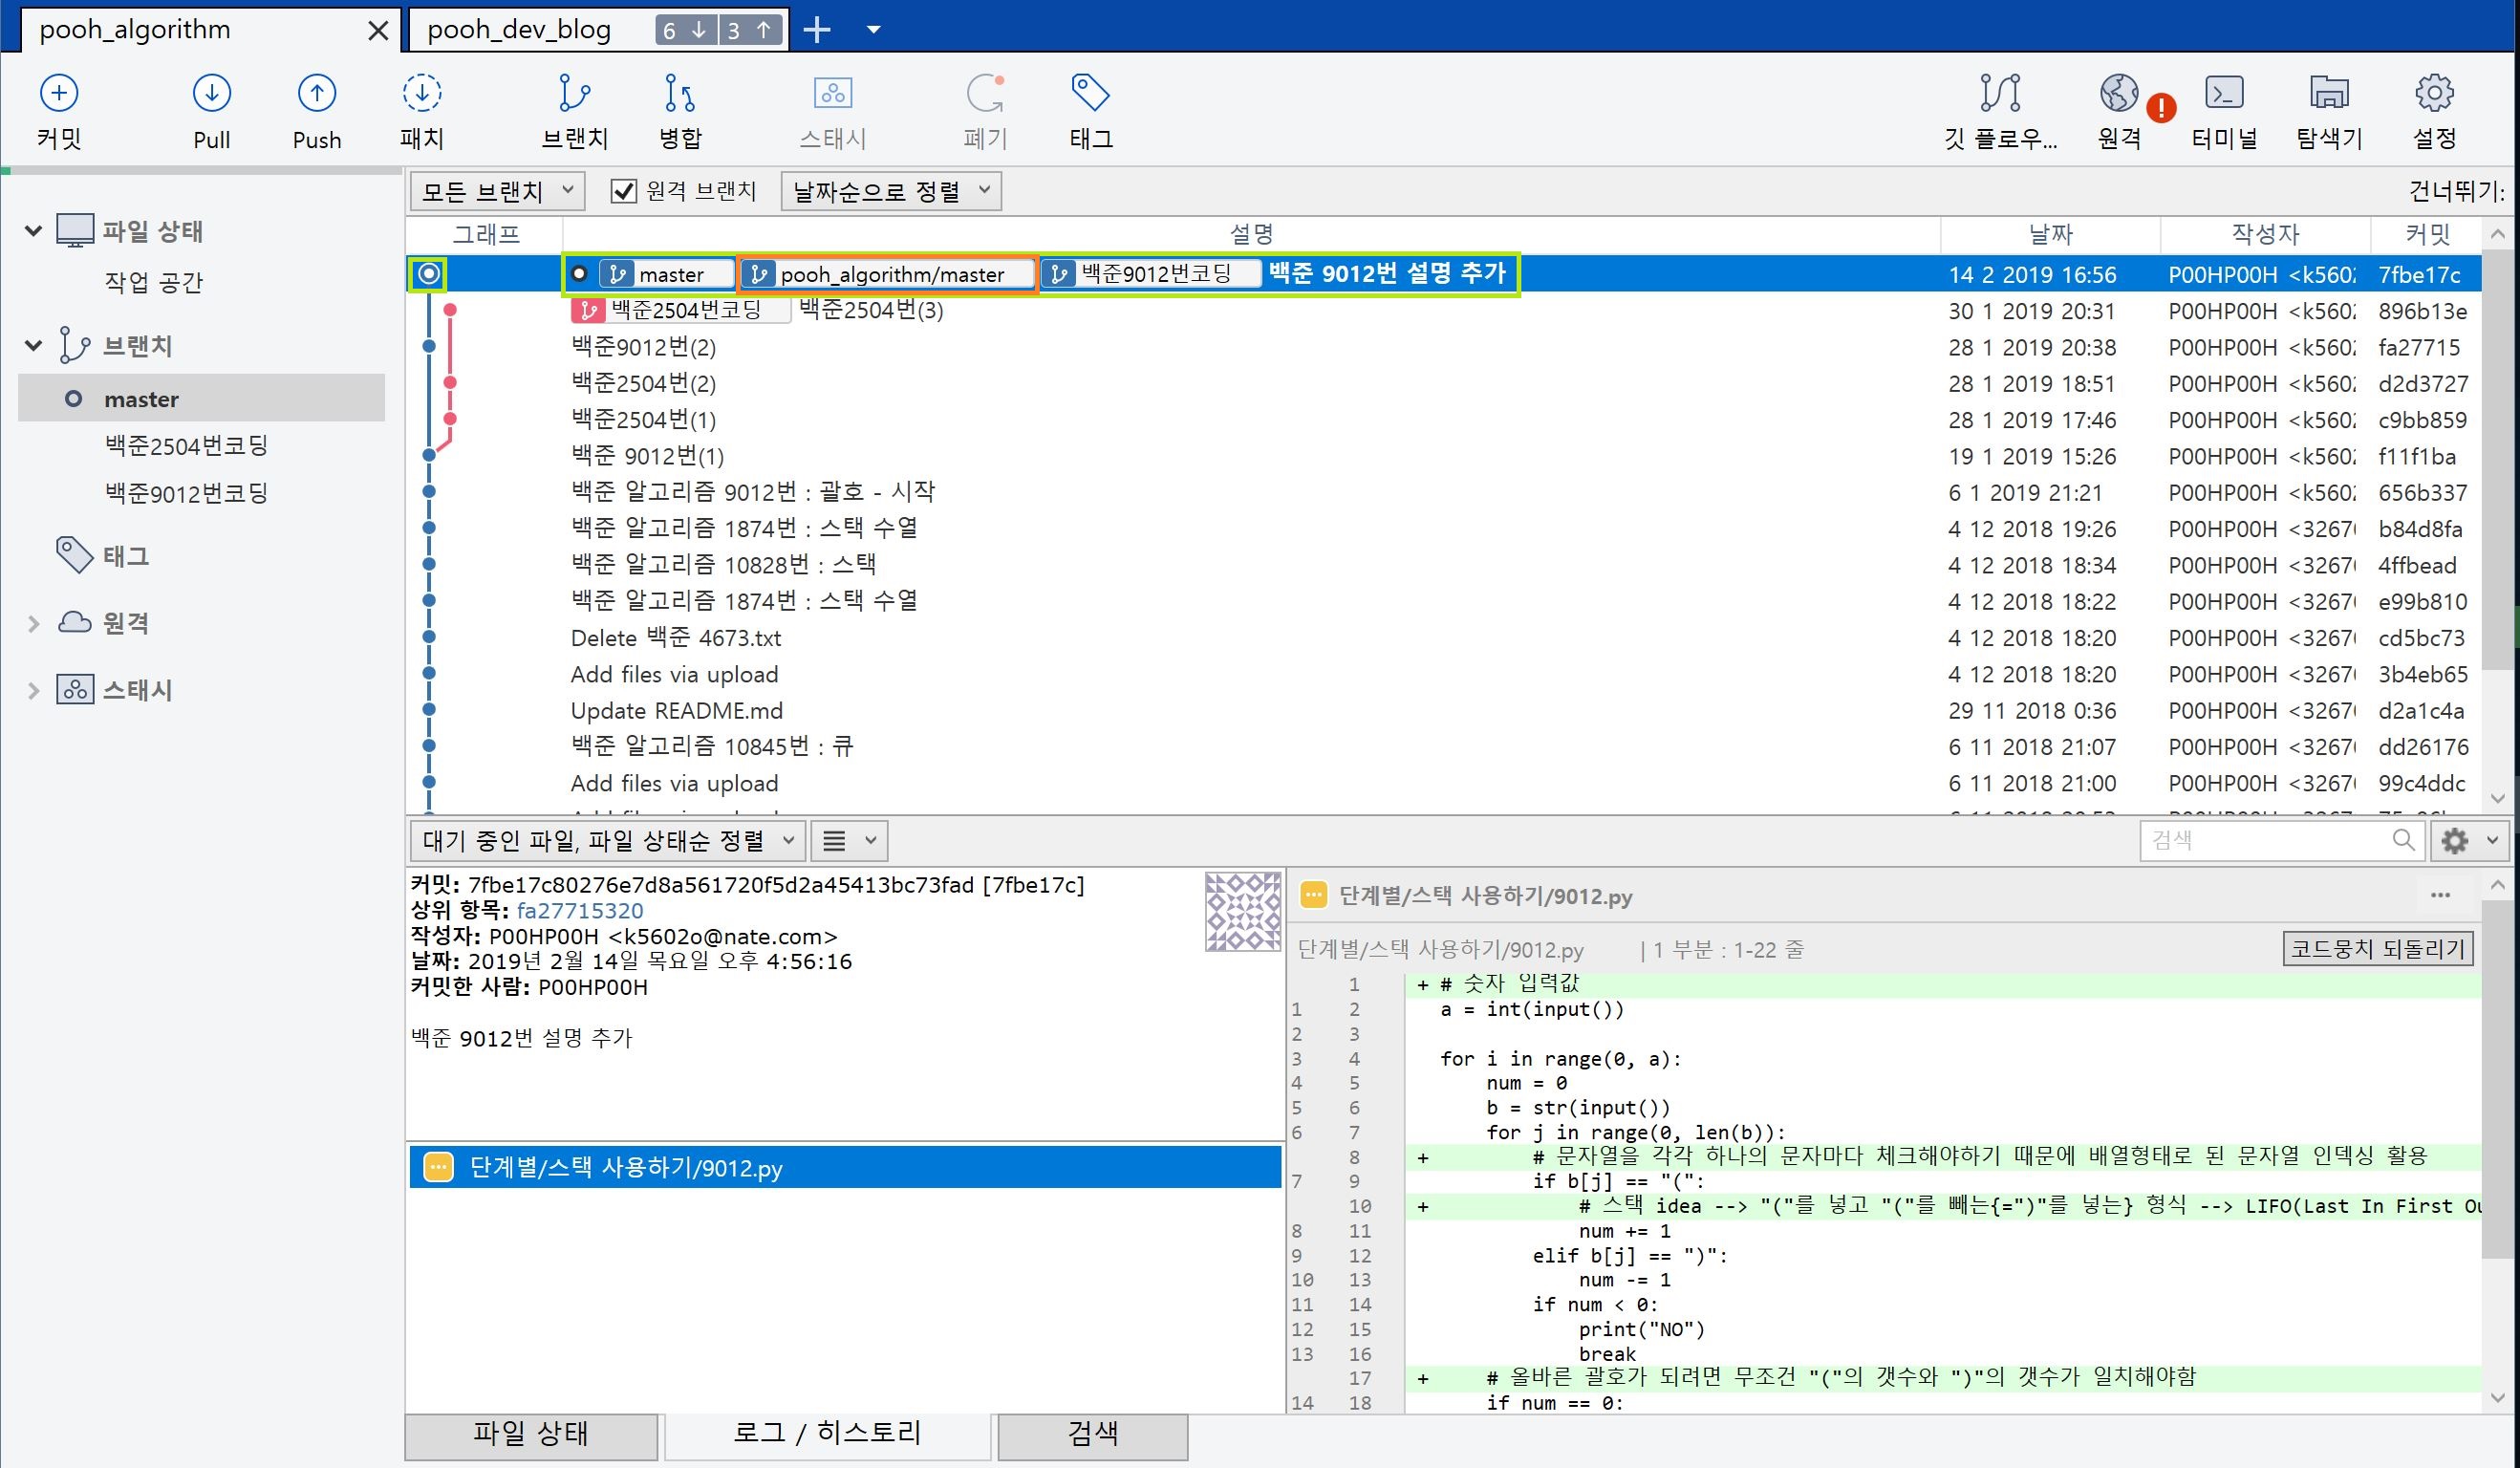 pooh_algorithm
pooh_dev_blog 6 ↓ 3 ↑
커밋 Pull Push 패치 브랜치 병합 스태시 폐기 태그 깃 플로우... 원격 터미널 탐색기 설정
모든 브랜치 원격 브랜치 날짜순으로 정렬 건너뛰기:
파일 상태
작업 공간
브랜치
master
백준2504번코딩
백준9012번코딩
태그
원격
스태시
그래프 설명 날짜 작성자 커밋
master pooh_algorithm/master 백준9012번코딩 백준 9012번 설명 추가 14 2 2019 16:56 P00HP00H <k5602 7fbe17c
백준2504번코딩 백준2504번(3) 30 1 2019 20:31 P00HP00H <k5602 896b13e
백준9012번(2) 28 1 2019 20:38 P00HP00H <k5602 fa27715
백준2504번(2) 28 1 2019 18:51 P00HP00H <k5602 d2d3727
백준2504번(1) 28 1 2019 17:46 P00HP00H <k5602 c9bb859
백준 9012번(1) 19 1 2019 15:26 P00HP00H <k5602 f11f1ba
백준 알고리즘 9012번 : 괄호 - 시작 6 1 2019 21:21 P00HP00H <k5602 656b337
백준 알고리즘 1874번 : 스택 수열 4 12 2018 19:26 P00HP00H <3267 b84d8fa
백준 알고리즘 10828번 : 스택 4 12 2018 18:34 P00HP00H <3267 4ffbead
백준 알고리즘 1874번 : 스택 수열 4 12 2018 18:22 P00HP00H <3267 e99b810
Delete 백준 4673.txt 4 12 2018 18:20 P00HP00H <3267 cd5bc73
Add files via upload 4 12 2018 18:20 P00HP00H <3267 3b4eb65
Update README.md 29 11 2018 0:36 P00HP00H <3267 d2a1c4a
백준 알고리즘 10845번 : 큐 6 11 2018 21:07 P00HP00H <3267 dd26176
Add files via upload 6 11 2018 21:00 P00HP00H <3267 99c4ddc
대기 중인 파일, 파일 상태순 정렬 검색
커밋: 7fbe17c80276e7d8a561720f5d2a45413bc73fad [7fbe17c]
상위 항목: fa27715320
작성자: P00HP00H <k5602o@nate.com>
날짜: 2019년 2월 14일 목요일 오후 4:56:16
커밋한 사람: P00HP00H
백준 9012번 설명 추가
단계별/스택 사용하기/9012.py
단계별/스택 사용하기/9012.py ...
단계별/스택 사용하기/9012.py | 1 부분 : 1-22 줄 코드뭉치 되돌리기
1 + # 숫자 입력값
1 2 a = int(input())
2 3
3 4 for i in range(0, a):
4 5 num = 0
5 6 b = str(input())
6 7 for j in range(0, len(b)):
8 + # 문자열을 각각 하나의 문자마다 체크해야하기 때문에 배열형태로 된 문자열 인덱싱 활용
7 9 if b[j] == "(":
10 + # 스택 idea --> "("를 넣고 "("를 빼는{=")"를 넣는} 형식 --> LIFO(Last In First Ou
8 11 num += 1
9 12 elif b[j] == ")":
10 13 num -= 1
11 14 if num < 0:
12 15 print("NO")
13 16 break
17 + # 올바른 괄호가 되려면 무조건 "("의 갯수와 ")"의 갯수가 일치해야함
14 18 if num == 0:
파일 상태 로그 / 히스토리 검색